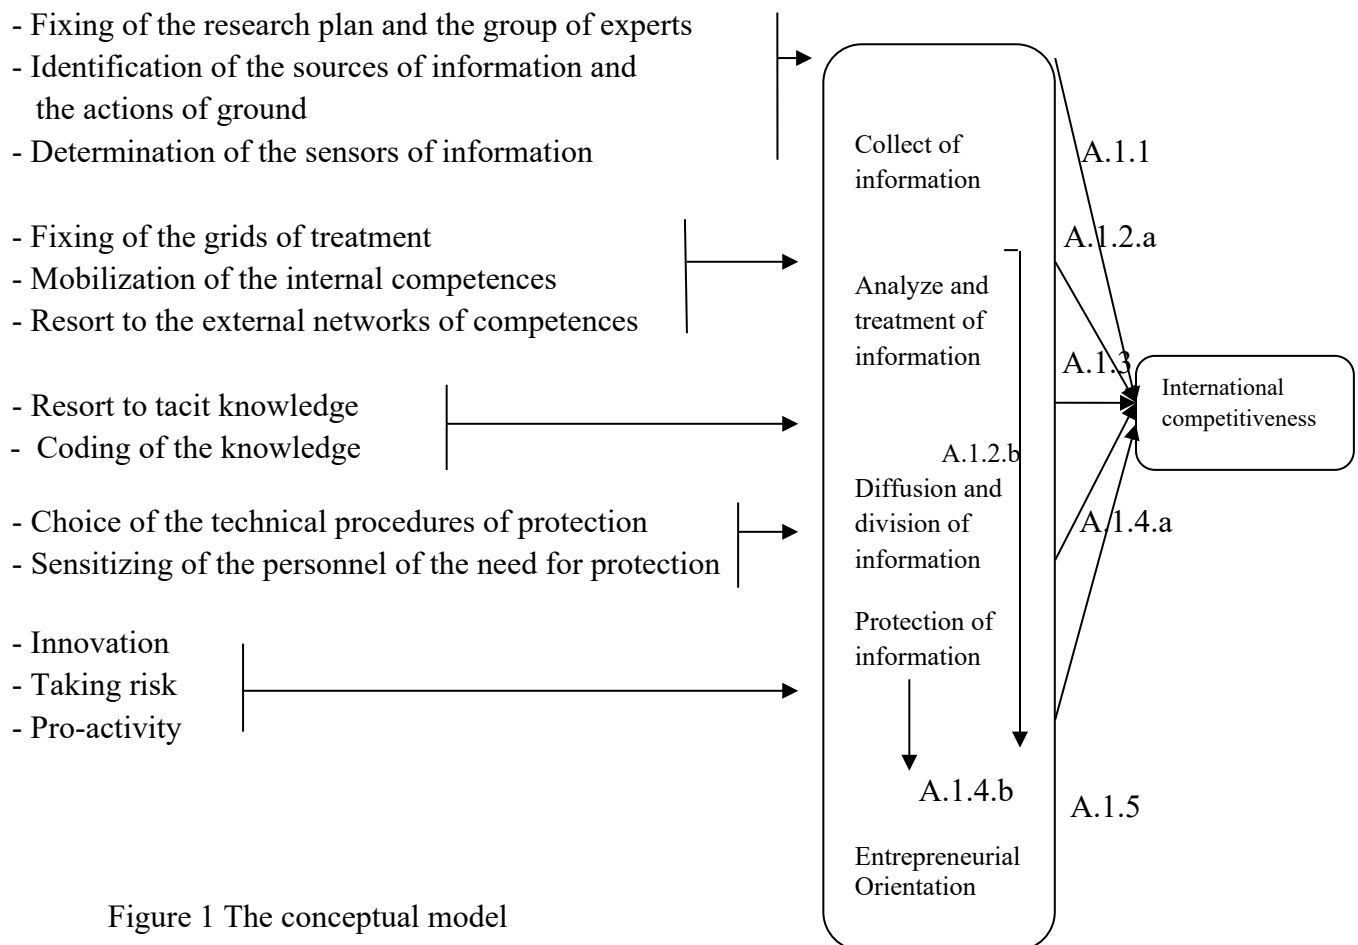 - Fixing of the research plan and the group of experts
- Identification of the sources of information and
the actions of ground
- Determination of the sensors of information
- Fixing of the grids of treatment
- Mobilization of the internal competences
- Resort to the external networks of competences
- Resort to tacit knowledge
- Coding of the knowledge
- Choice of the technical procedures of protection
- Sensitizing of the personnel of the need for protection
- Innovation
- Taking risk
- Pro-activity
Collect of
information
Analyze and
treatment of
information
A.1.2.b
Diffusion and
division of
information
Protection of
information
A.1.4.b
Entrepreneurial
Orientation
A.1.1
A.1.2.a
A.1.3
A.1.4.a
A.1.5
International
competitiveness
Figure 1 The conceptual model